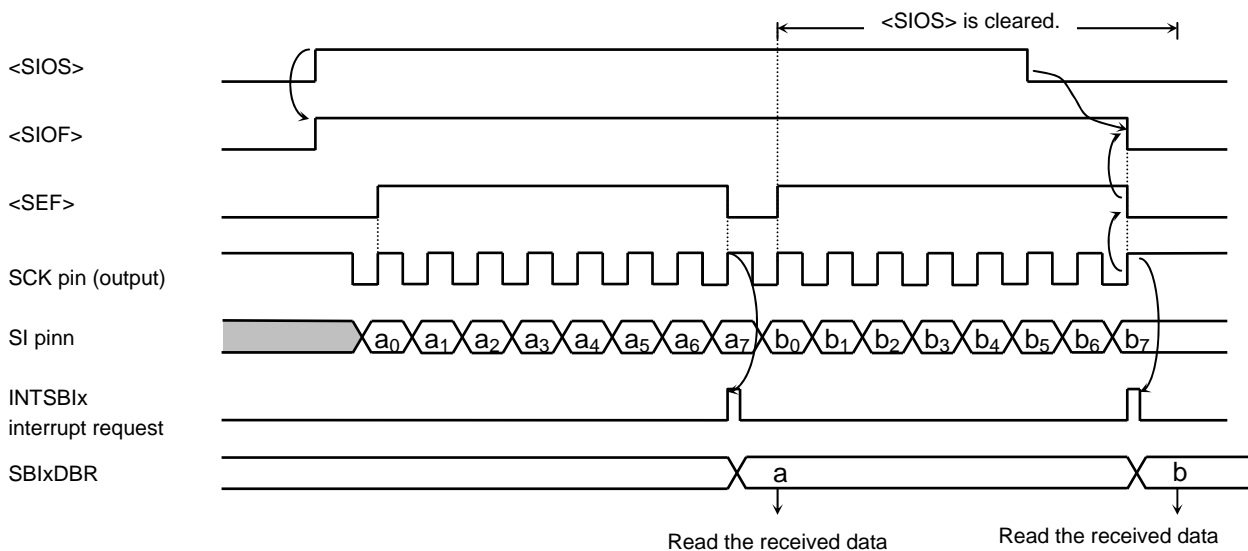 <SIOS> is cleared.
<SIOS>
<SIOF>
<SEF>
SCK pin (output)
SI pinn
a0 a1 a2 a3 a4 a5 a6 a7 b0 b1 b2 b3 b4 b5 b6 b7
INTSBIx
interrupt request
SBIxDBR
a
b
Read the received data
Read the received data